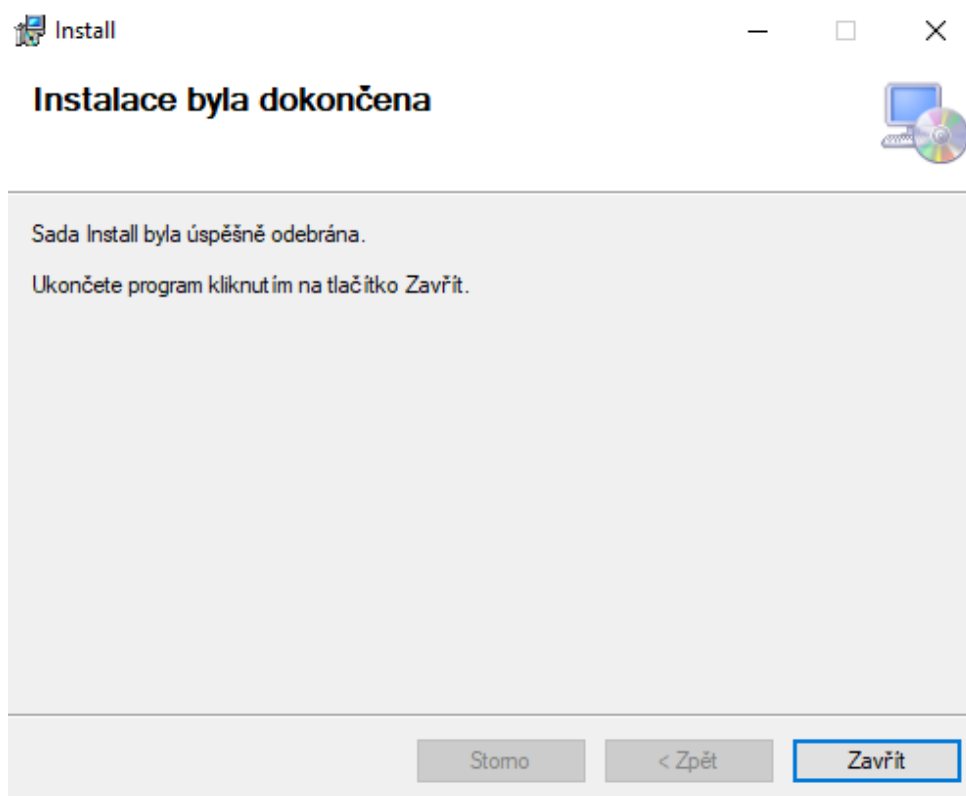 Install
Instalace byla dokončena
Sada Install byla úspěšně odebrána.
Ukončete program kliknutím na tlačítko Zavřít.
Storno
< Zpět
Zavřít